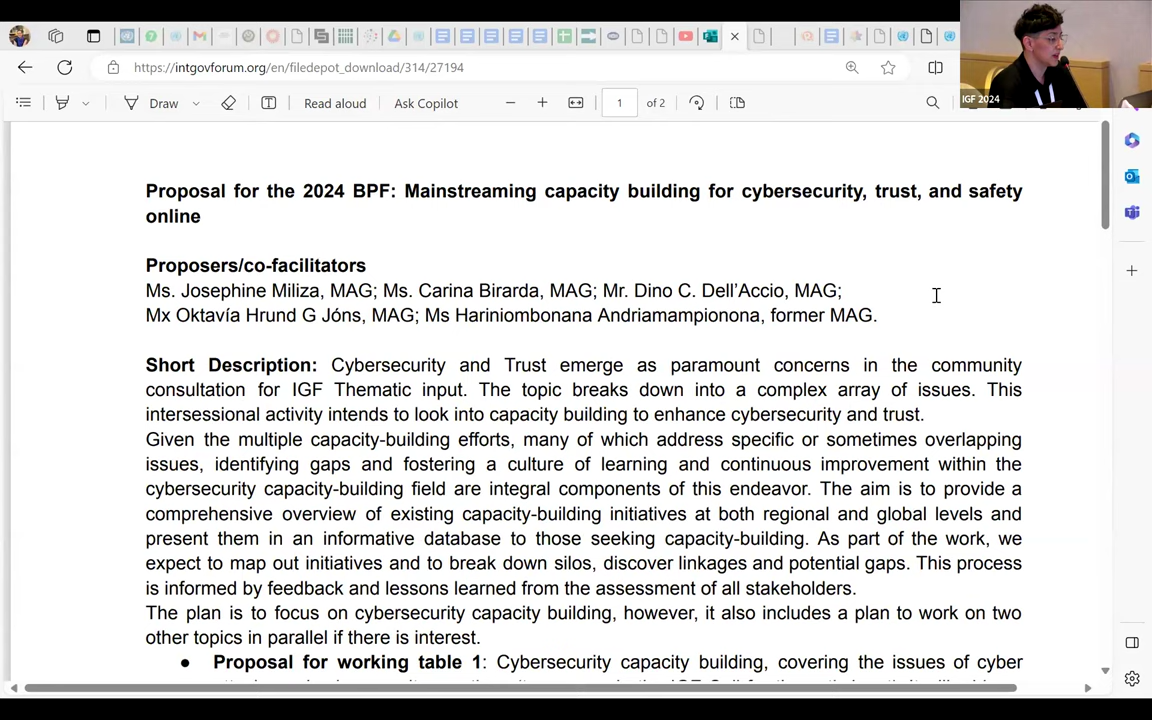 https://intgovforum.org/en/filedepot_download/314/27194
Draw
Read aloud
Ask Copilot
1
of 2
IGF 2024
Proposal for the 2024 BPF: Mainstreaming capacity building for cybersecurity, trust, and safety
online
Proposers/co-facilitators
Ms. Josephine Miliza, MAG; Ms. Carina Birarda, MAG; Mr. Dino C. Dell’Accio, MAG;
Mx Oktavía Hrund G Jóns, MAG; Ms Hariniombonana Andriamampionona, former MAG.
Short Description: Cybersecurity and Trust emerge as paramount concerns in the community
consultation for IGF Thematic input. The topic breaks down into a complex array of issues. This
intersessional activity intends to look into capacity building to enhance cybersecurity and trust.
Given the multiple capacity-building efforts, many of which address specific or sometimes overlapping
issues, identifying gaps and fostering a culture of learning and continuous improvement within the
cybersecurity capacity-building field are integral components of this endeavor. The aim is to provide a
comprehensive overview of existing capacity-building initiatives at both regional and global levels and
present them in an informative database to those seeking capacity-building. As part of the work, we
expect to map out initiatives and to break down silos, discover linkages and potential gaps. This process
is informed by feedback and lessons learned from the assessment of all stakeholders.
The plan is to focus on cybersecurity capacity building, however, it also includes a plan to work on two
other topics in parallel if there is interest.
● Proposal for working table 1: Cybersecurity capacity building, covering the issues of cyber